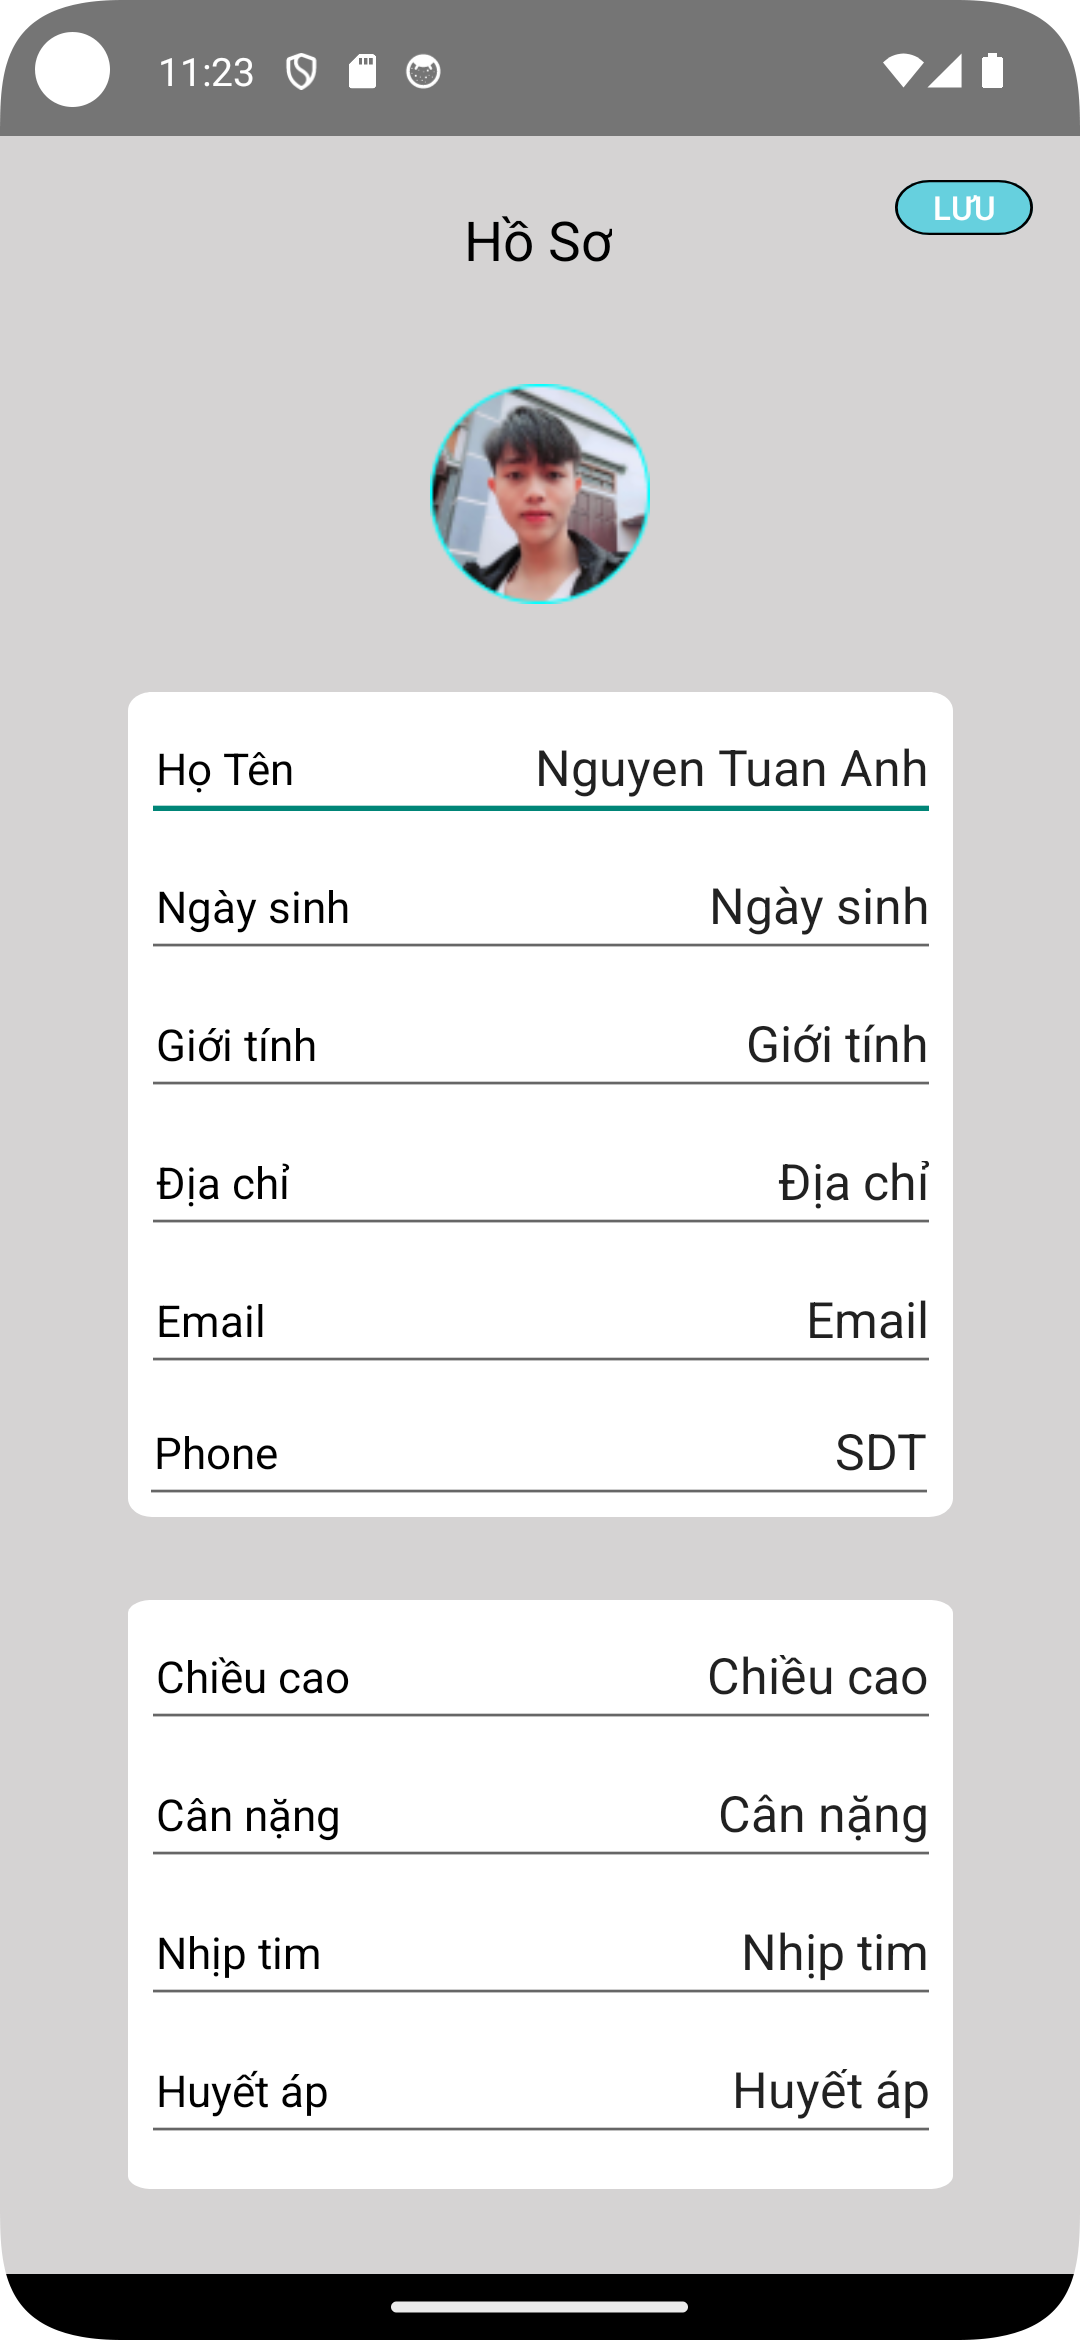 11:23
LƯU
Hồ Sơ
Họ Tên Nguyen Tuan Anh
Ngày sinh Ngày sinh
Giới tính Giới tính
Địa chỉ Địa chỉ
Email Email
Phone SDT
Chiều cao Chiều cao
Cân nặng Cân nặng
Nhịp tim Nhịp tim
Huyết áp Huyết áp